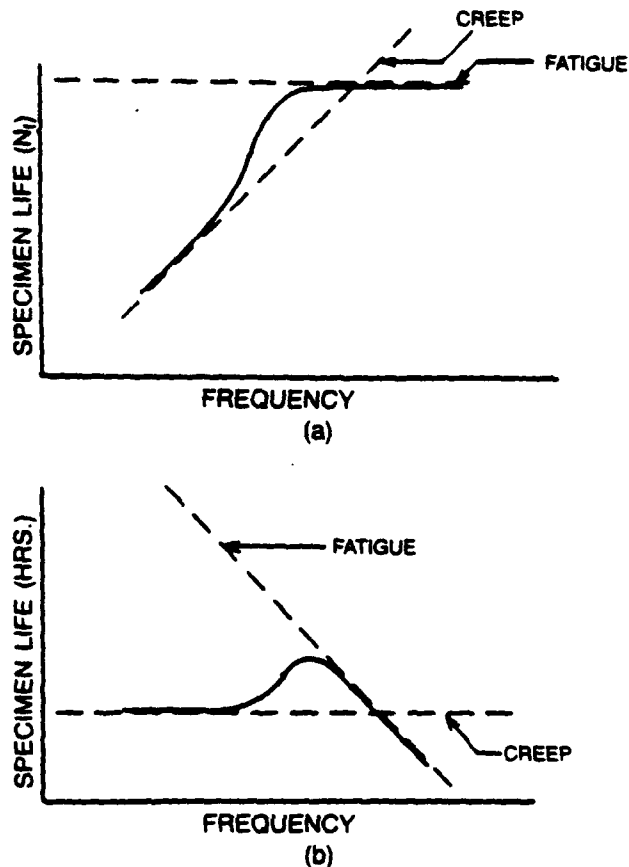 CREEP
FATIGUE
SPECIMEN LIFE (Nf)
FREQUENCY
(a)
SPECIMEN LIFE (HRS.)
FATIGUE
CREEP
FREQUENCY
(b)